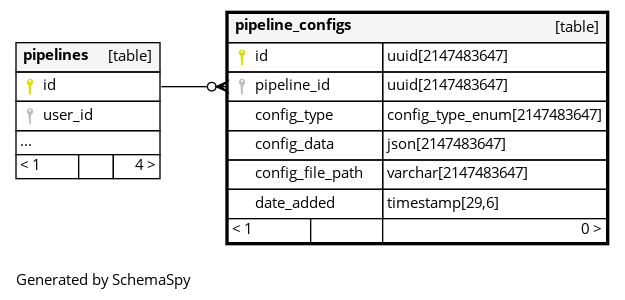 pipelines [table]
id
user_id
...
< 1 4 >
pipeline_configs [table]
id uuid[2147483647]
pipeline_id uuid[2147483647]
config_type config_type_enum[2147483647]
config_data json[2147483647]
config_file_path varchar[2147483647]
date_added timestamp[29,6]
< 1 0 >
Generated by SchemaSpy